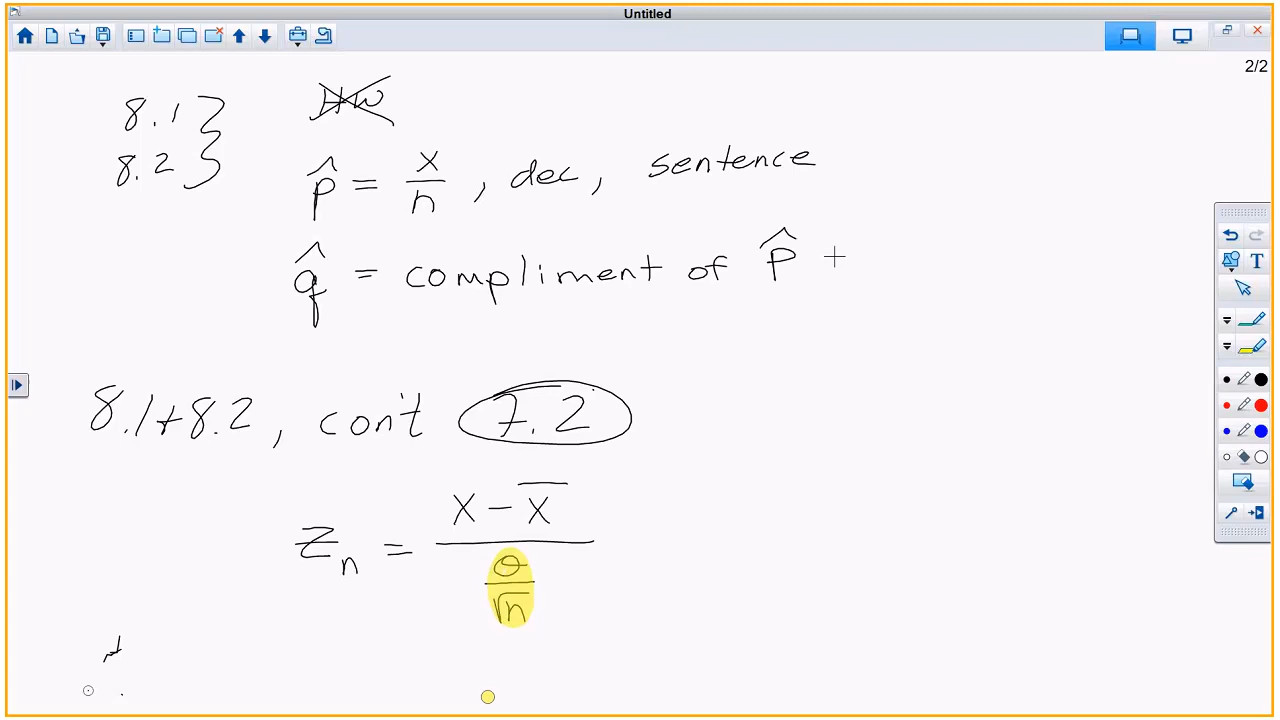 Untitled
2/2
8.1 } HW
8.2
p̂ = x/n , dec, sentence
q̂ = compliment of p̂ +
8.1+8.2, con't 7.2
Zn = (X - X̄) / (σ/√n)
T